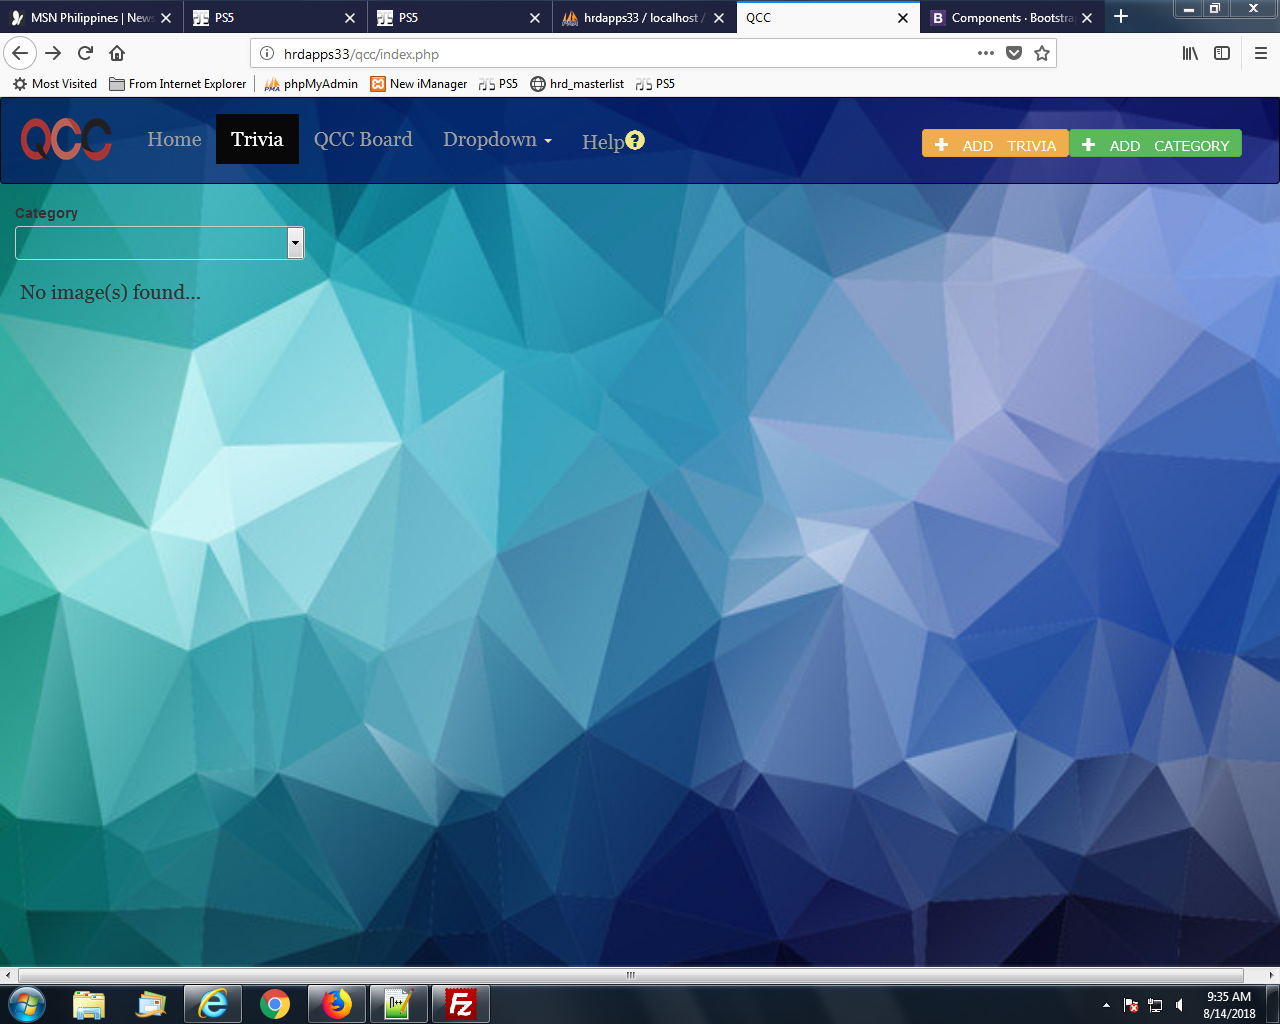 MSN Philippines | News
PS5
PS5
hrdapps33 / localhost /
QCC
Components · Bootstra
hrdapps33/qcc/index.php
Most Visited
From Internet Explorer
phpMyAdmin
New iManager
PS5
hrd_masterlist
PS5
QCC
Home
Trivia
QCC Board
Dropdown
Help?
ADD TRIVIA
ADD CATEGORY
Category
No image(s) found...
9:35 AM
8/14/2018